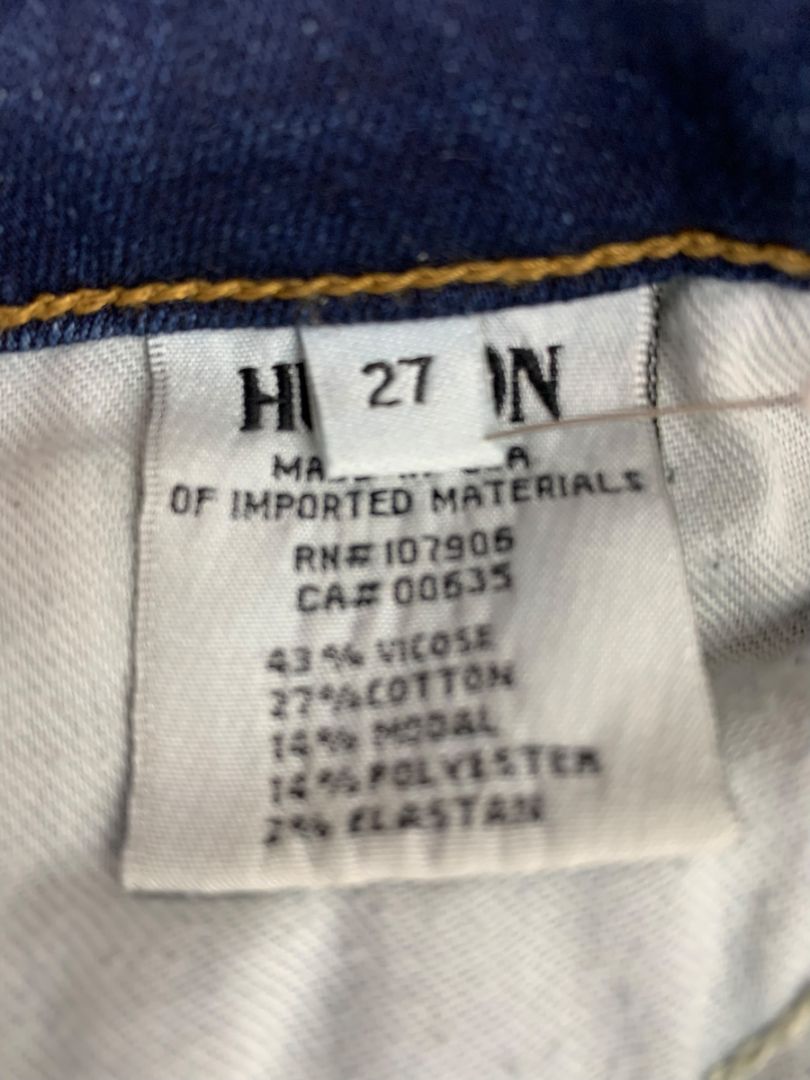 27
OF IMPORTED MATERIALS
RN# 107906
CA# 00635
43% VICOSE
27% COTTON
14% MODAL
14% POLYESTER
2% ELASTAN